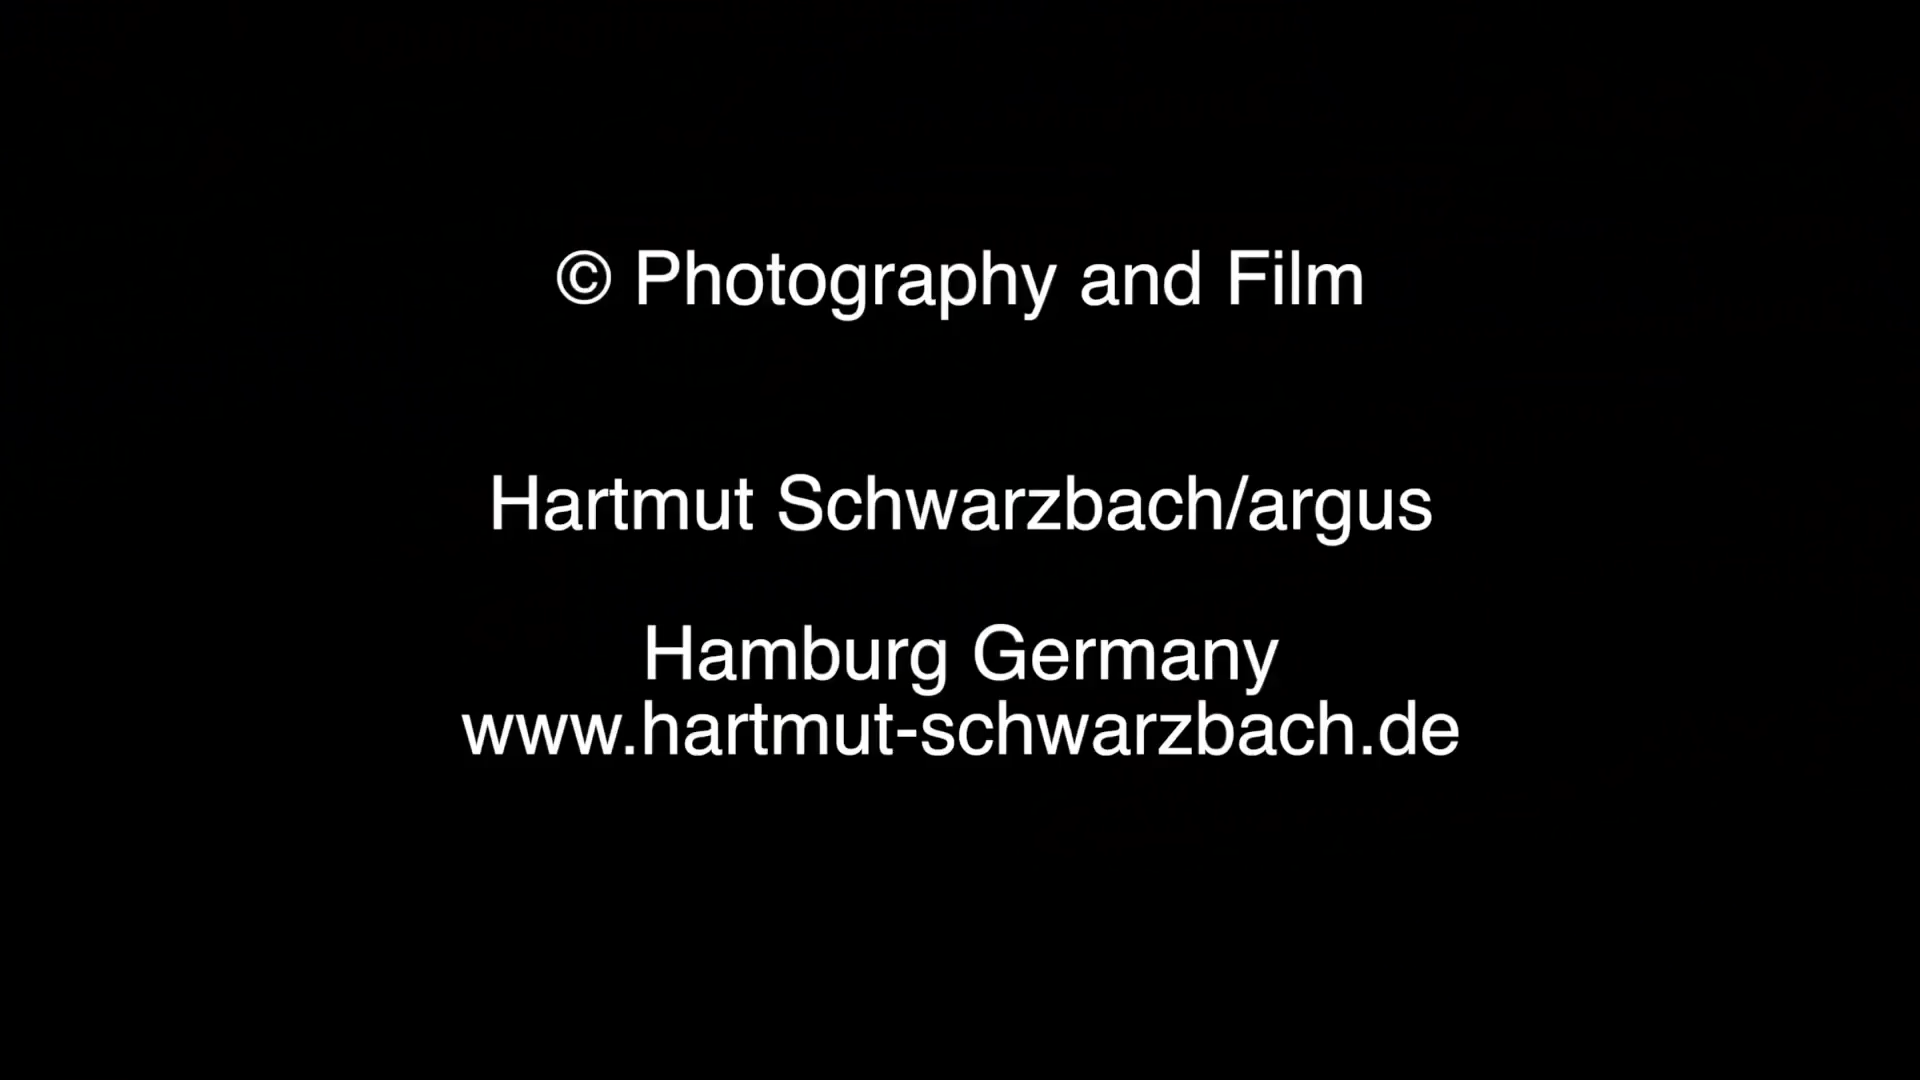 © Photography and Film
Hartmut Schwarzbach/argus
Hamburg Germany
www.hartmut-schwarzbach.de